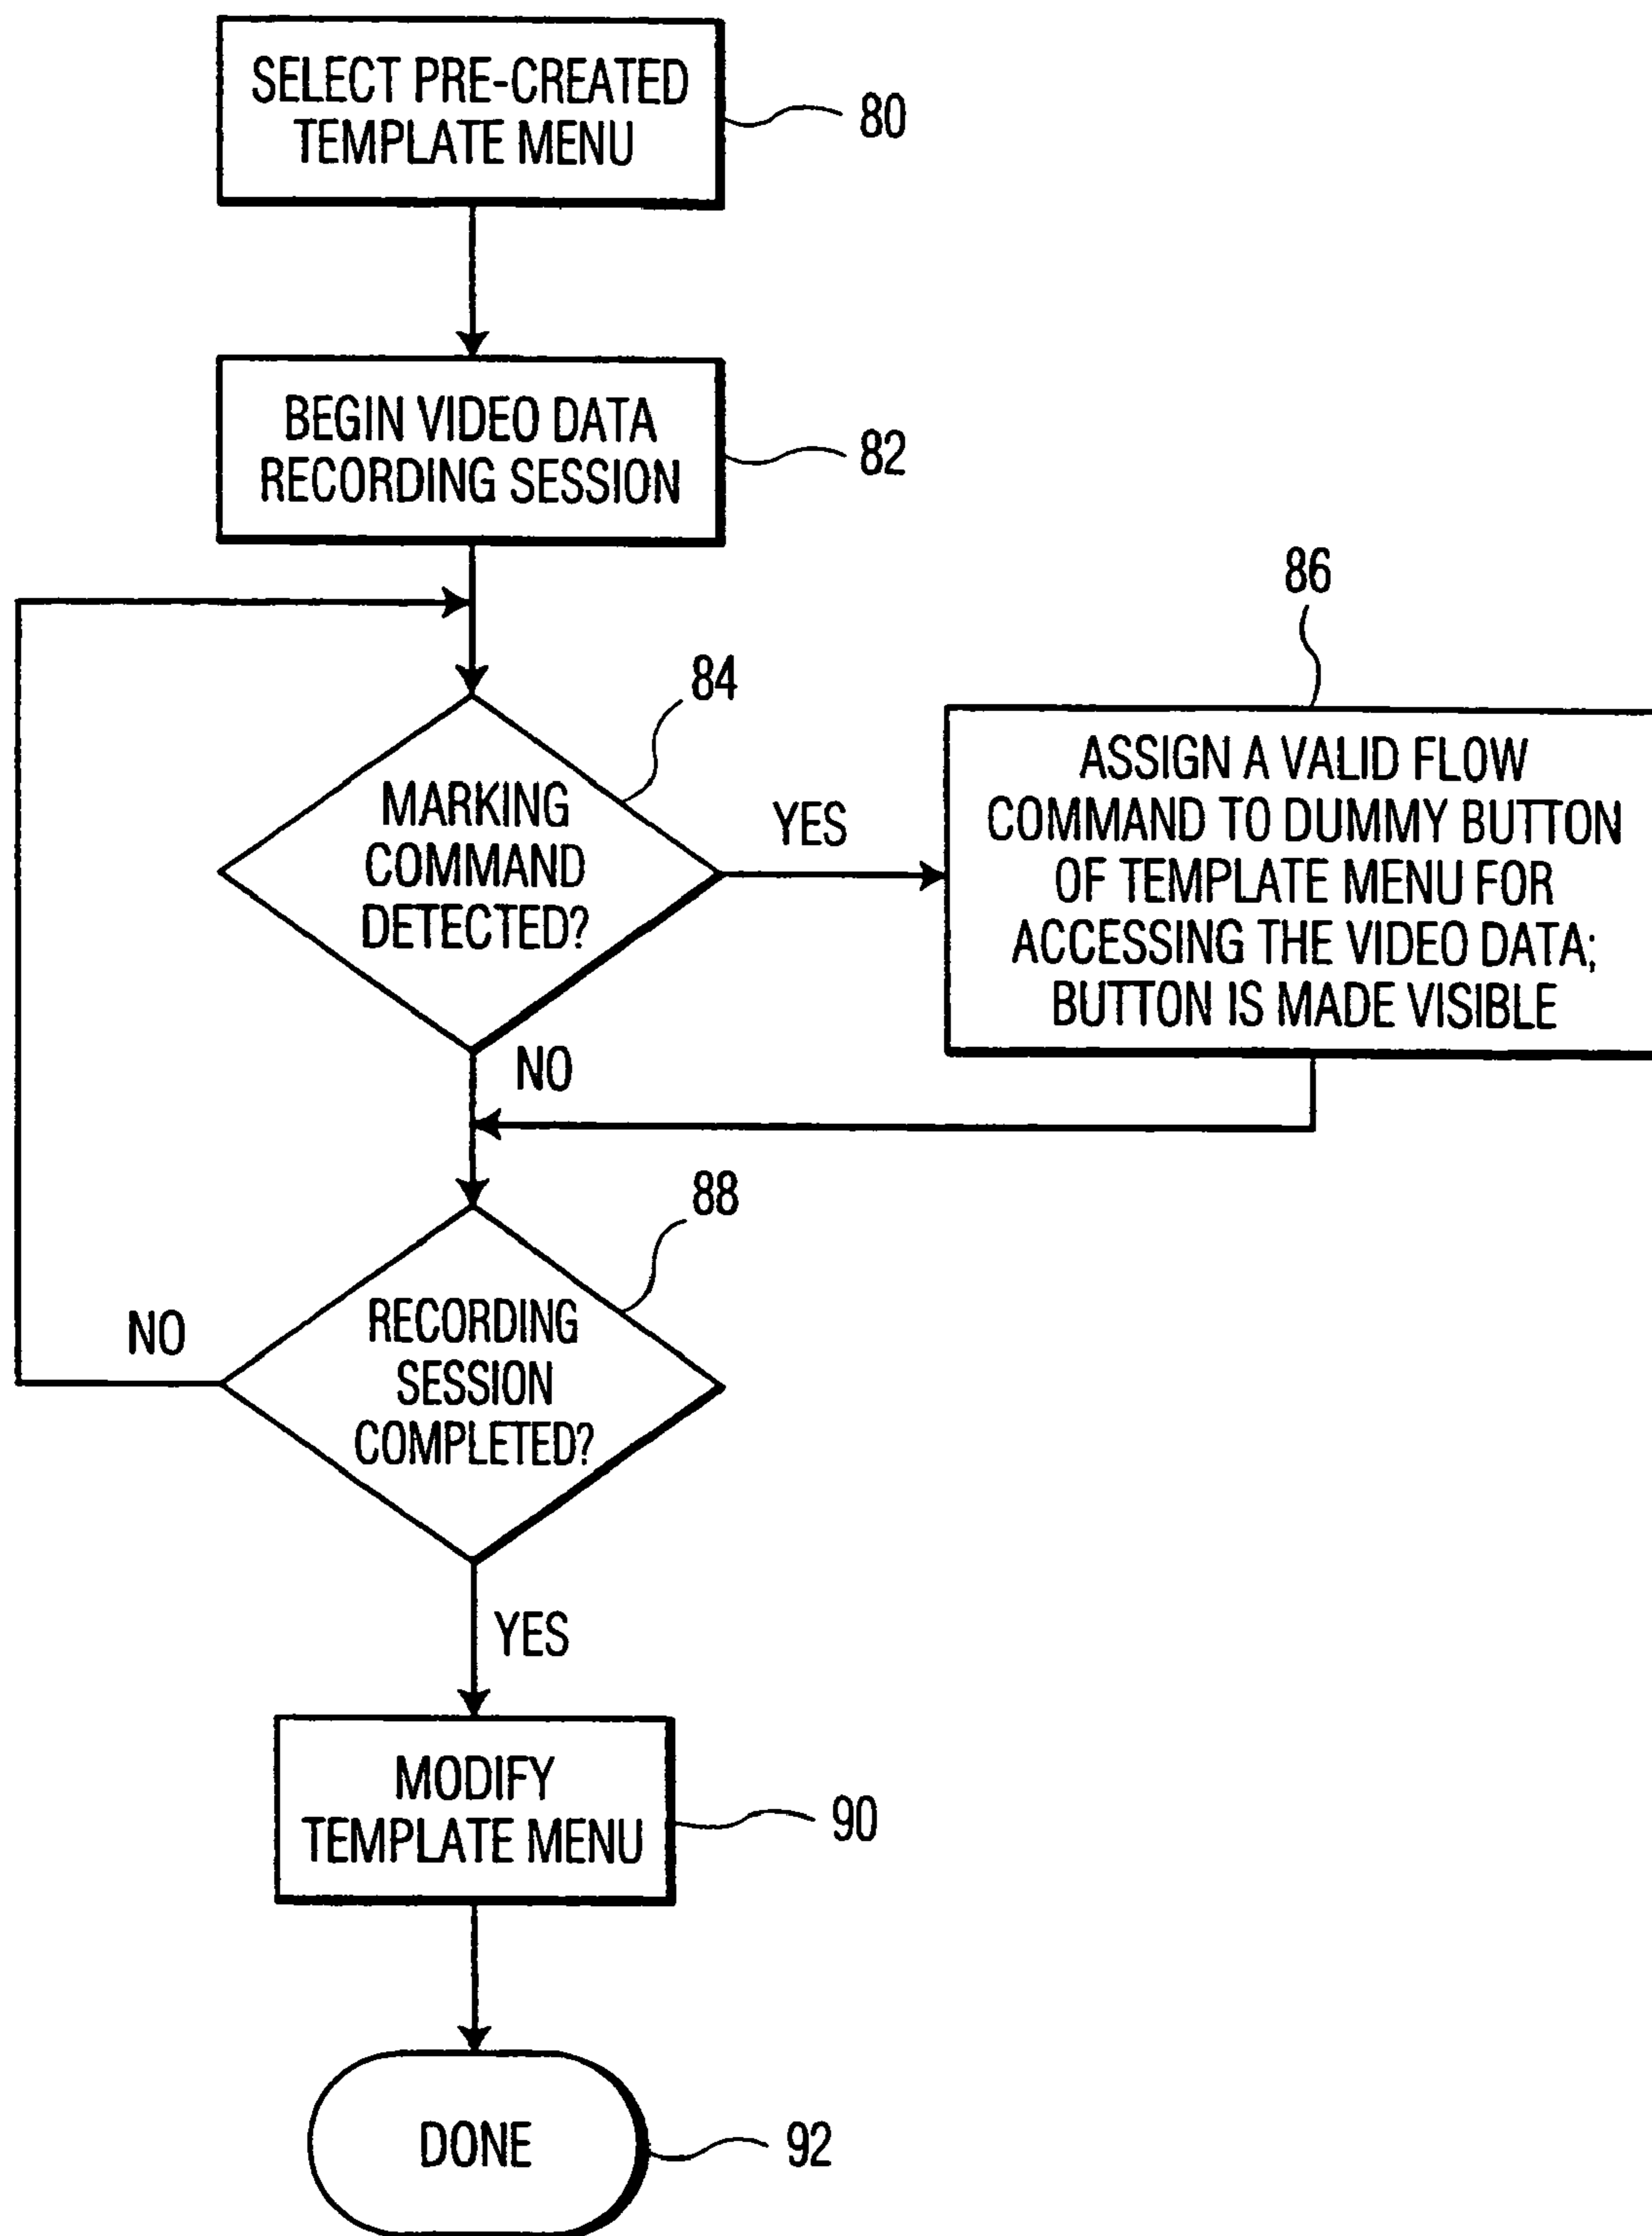 SELECT PRE-CREATED
TEMPLATE MENU
80
BEGIN VIDEO DATA
RECORDING SESSION
82
84
MARKING
COMMAND
DETECTED?
YES
NO
86
ASSIGN A VALID FLOW
COMMAND TO DUMMY BUTTON
OF TEMPLATE MENU FOR
ACCESSING THE VIDEO DATA;
BUTTON IS MADE VISIBLE
88
RECORDING
SESSION
COMPLETED?
NO
YES
MODIFY
TEMPLATE MENU
90
DONE
92